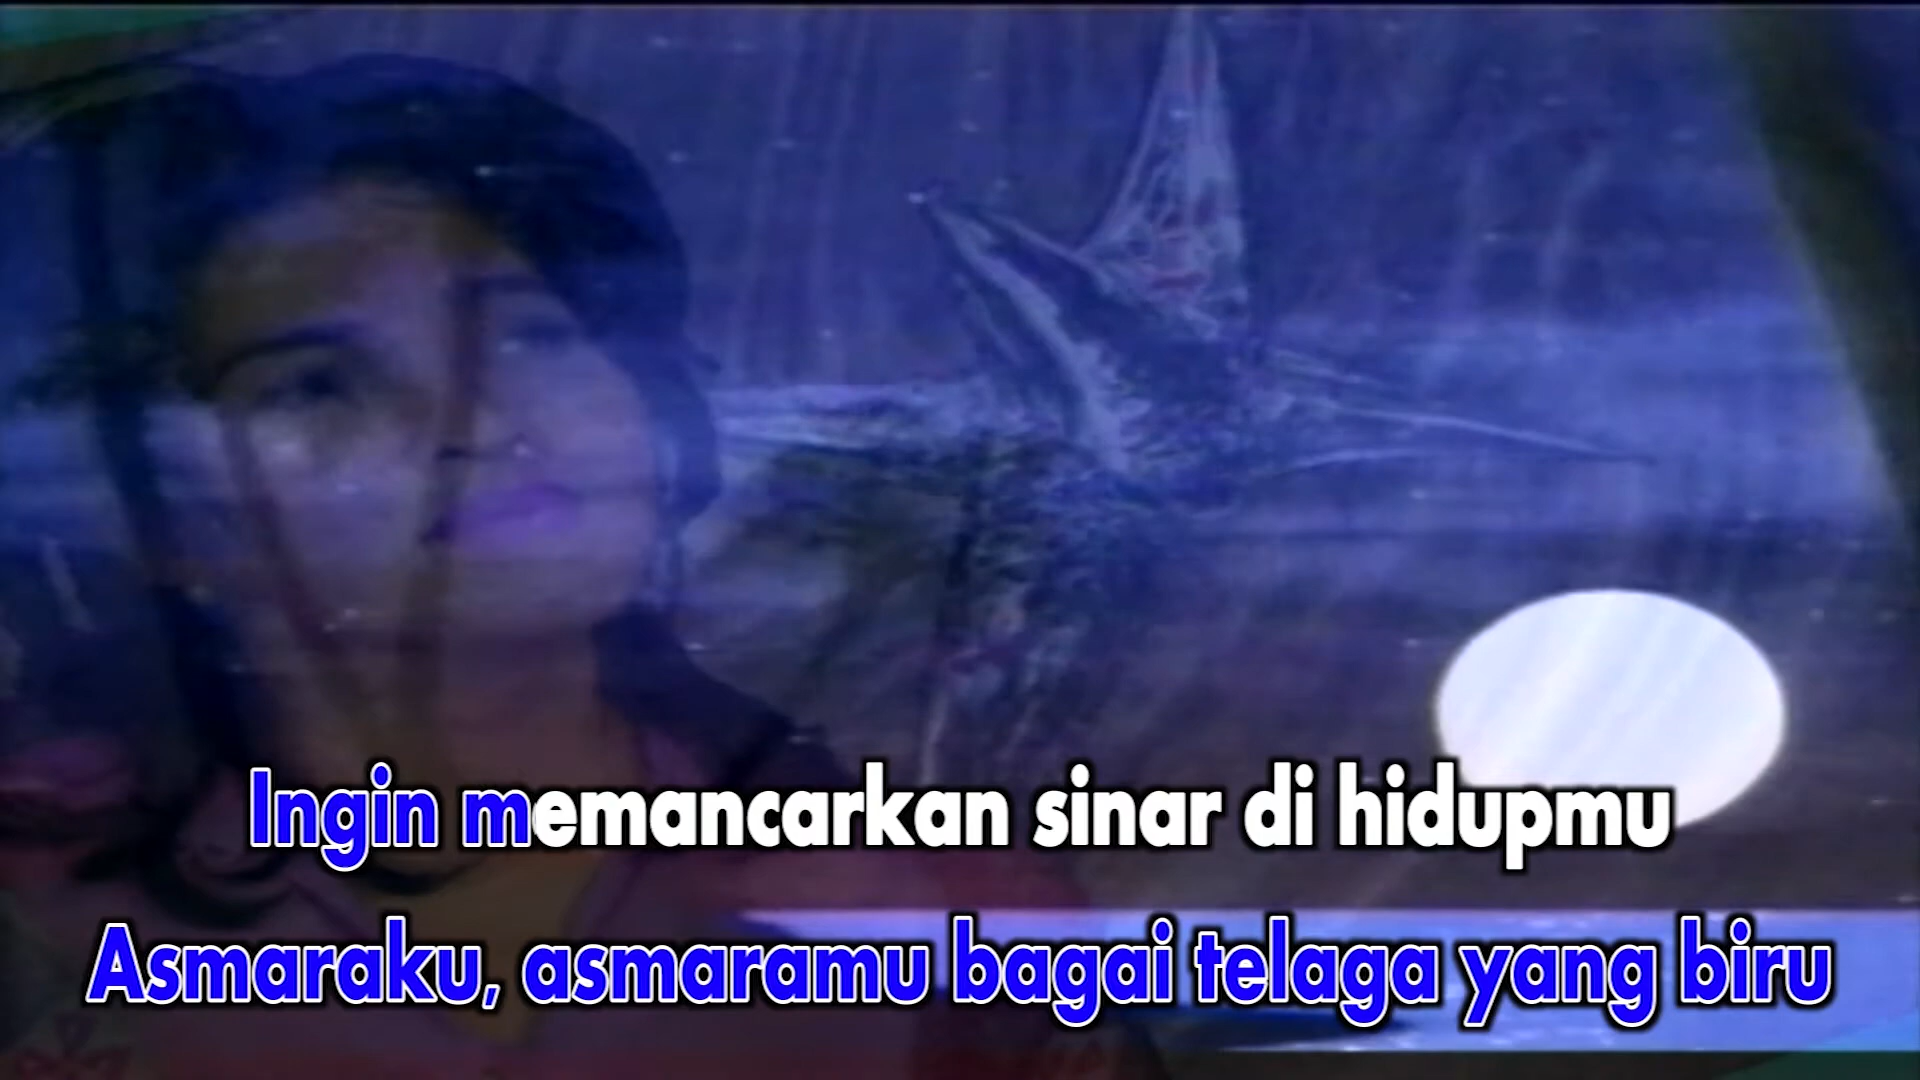 Ingin memancarkan sinar di hidupmu
Asmaraku, asmaramu bagai telaga yang biru